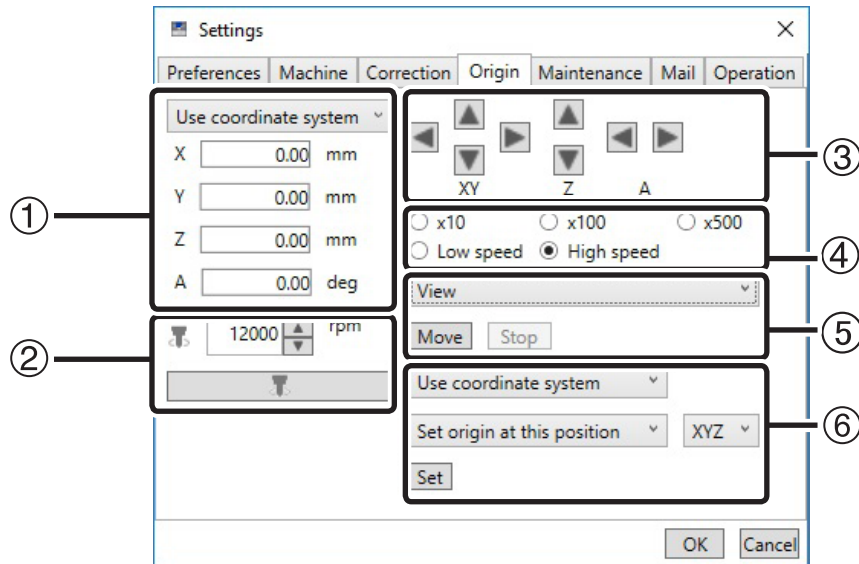 Settings
Preferences Machine Correction Origin Maintenance Mail Operation
①
Use coordinate system
X 0.00 mm
Y 0.00 mm
Z 0.00 mm
A 0.00 deg
②
12000 rpm
③
XY Z A
④
x10 x100 x500
Low speed High speed
⑤
View
Move Stop
⑥
Use coordinate system
Set origin at this position XYZ
Set
OK Cancel